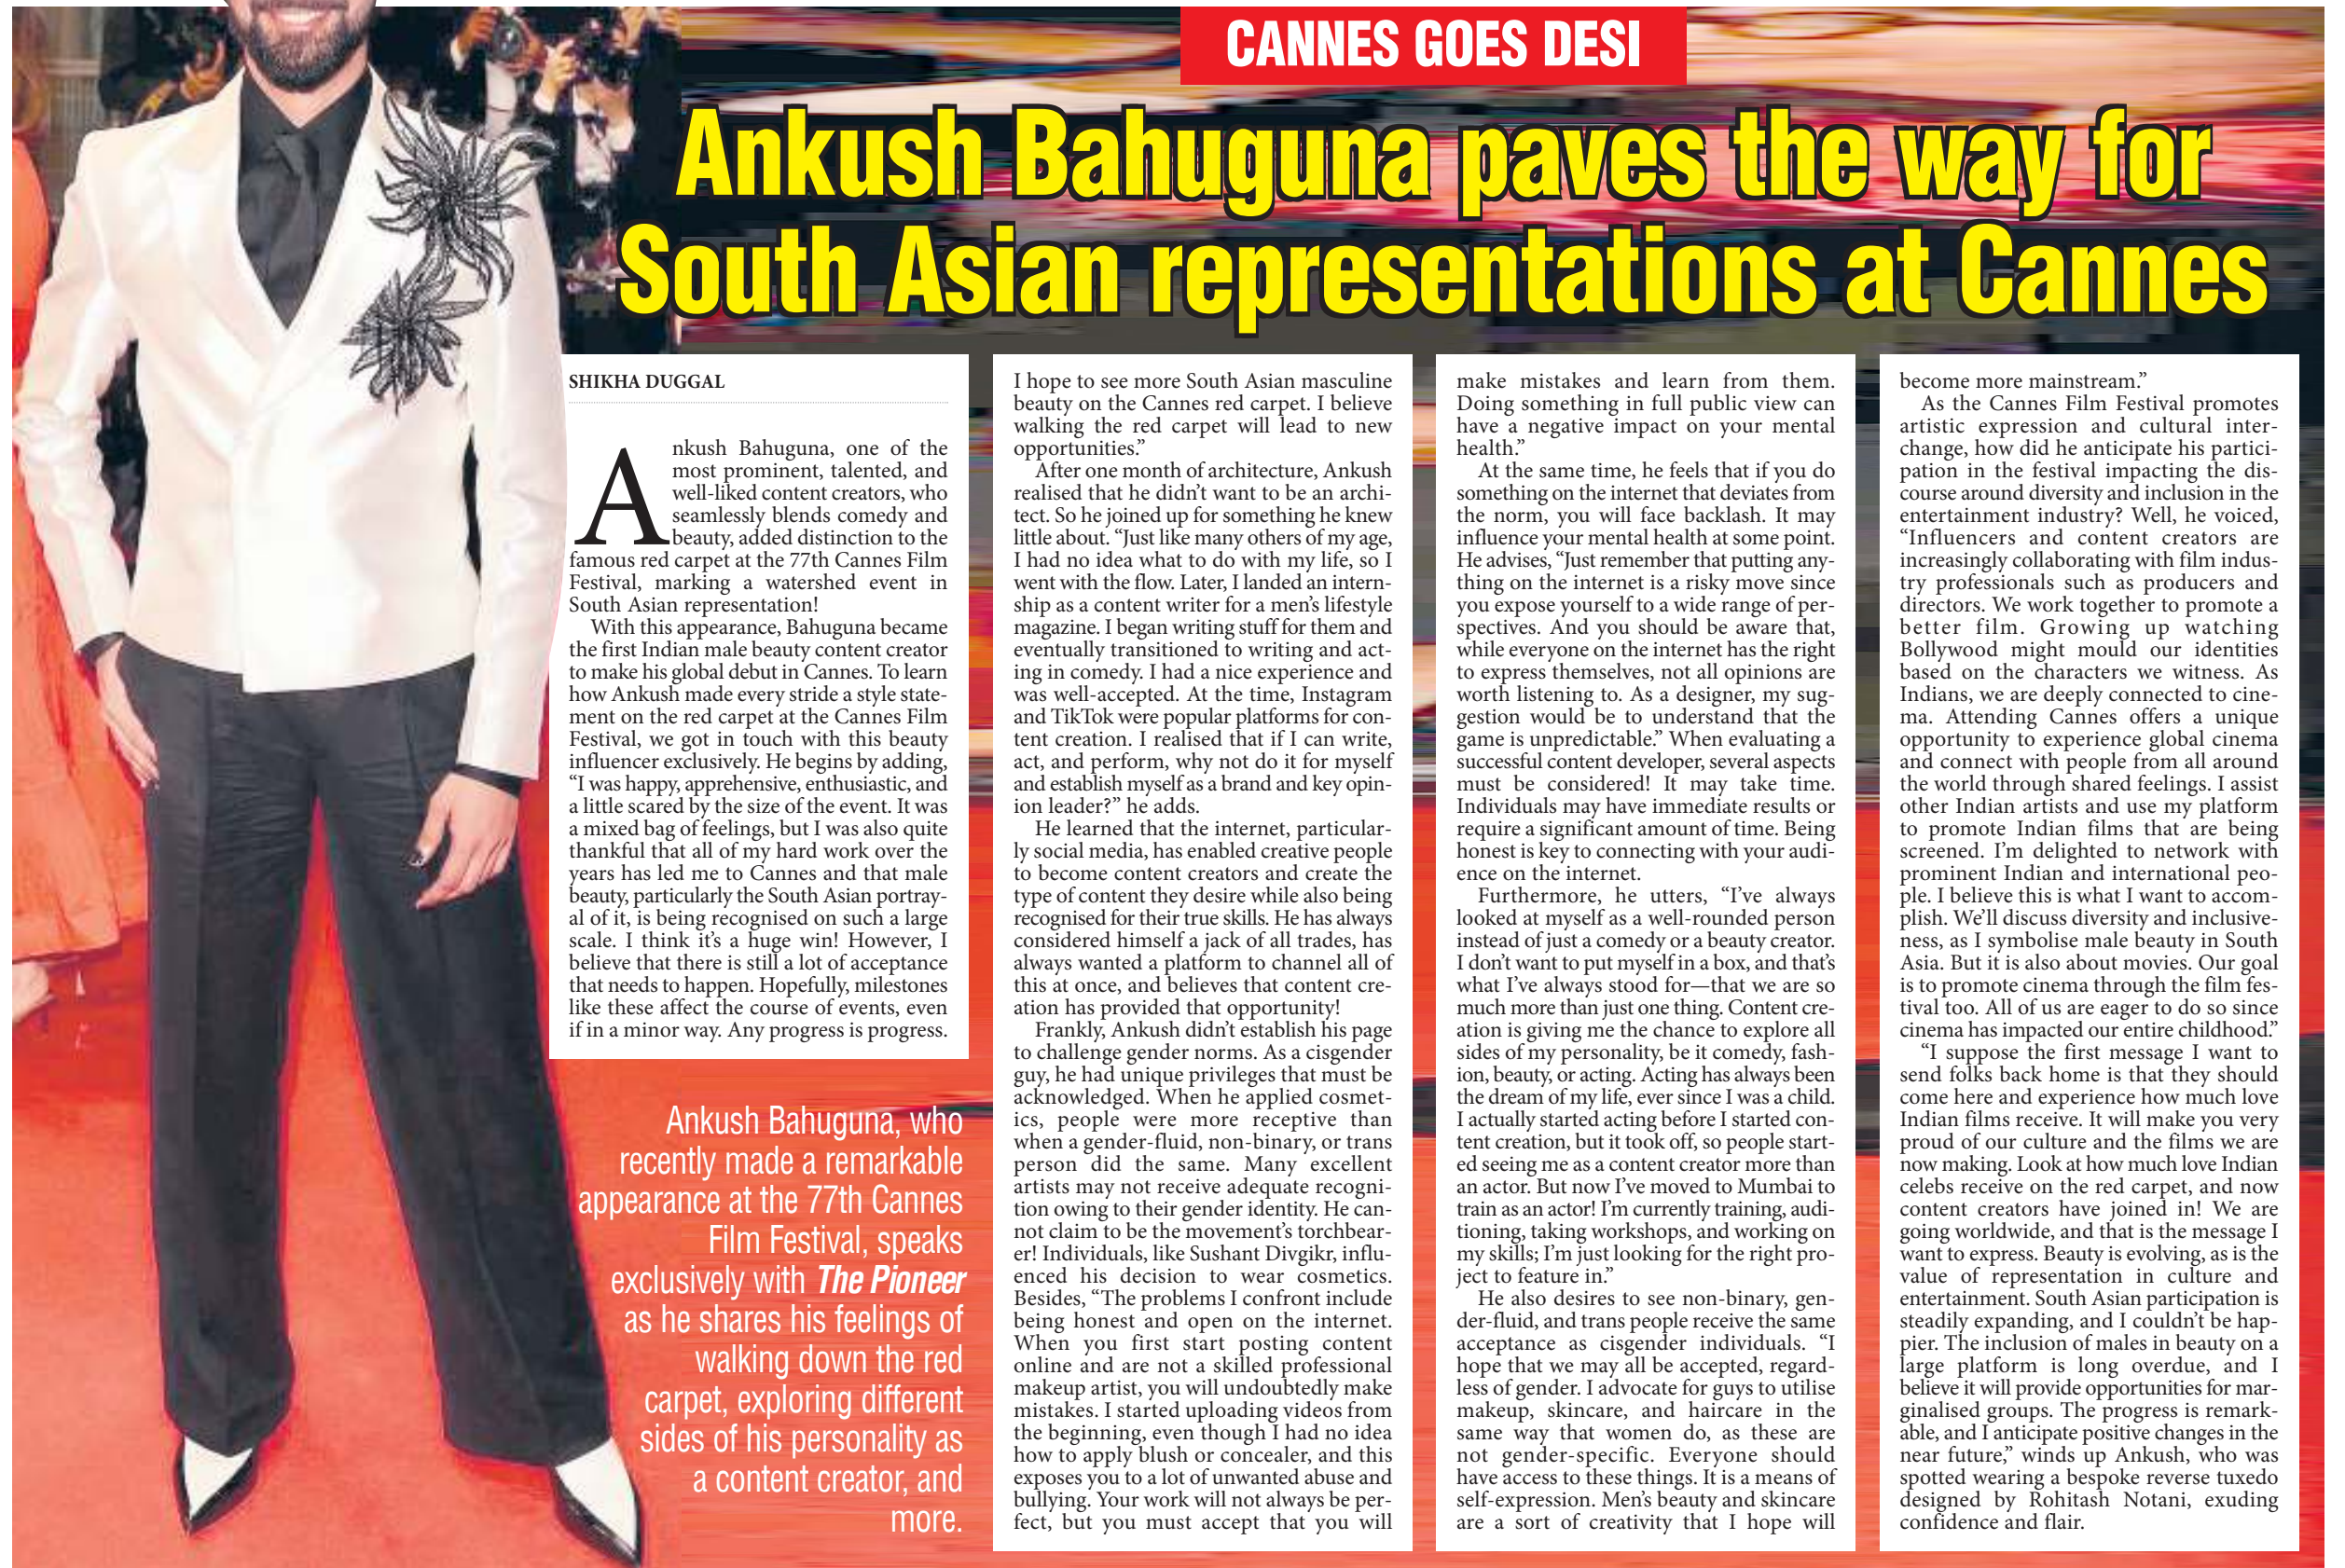 CANNES GOES DESI
Ankush Bahuguna paves the way for
South Asian representations at Cannes
SHIKHA DUGGAL
Ankush Bahuguna, one of the
most prominent, talented, and
well-liked content creators, who
seamlessly blends comedy and
beauty, added distinction to the
famous red carpet at the 77th Cannes Film
Festival, marking a watershed event in
South Asian representation!
With this appearance, Bahuguna became
the first Indian male beauty content creator
to make his global debut in Cannes. To learn
how Ankush made every stride a style state-
ment on the red carpet at the Cannes Film
Festival, we got in touch with this beauty
influencer exclusively. He begins by adding,
“I was happy, apprehensive, enthusiastic, and
a little scared by the size of the event. It was
a mixed bag of feelings, but I was also quite
thankful that all of my hard work over the
years has led me to Cannes and that male
beauty, particularly the South Asian portray-
al of it, is being recognised on such a large
scale. I think it’s a huge win! However, I
believe that there is still a lot of acceptance
that needs to happen. Hopefully, milestones
like these affect the course of events, even
if in a minor way. Any progress is progress.
I hope to see more South Asian masculine
beauty on the Cannes red carpet. I believe
walking the red carpet will lead to new
opportunities.”
After one month of architecture, Ankush
realised that he didn’t want to be an archi-
tect. So he joined up for something he knew
little about. “Just like many others of my age,
I had no idea what to do with my life, so I
went with the flow. Later, I landed an intern-
ship as a content writer for a men’s lifestyle
magazine. I began writing stuff for them and
eventually transitioned to writing and act-
ing in comedy. I had a nice experience and
was well-accepted. At the time, Instagram
and TikTok were popular platforms for con-
tent creation. I realised that if I can write,
act, and perform, why not do it for myself
and establish myself as a brand and key opin-
ion leader?” he adds.
He learned that the internet, particular-
ly social media, has enabled creative people
to become content creators and create the
type of content they desire while also being
recognised for their true skills. He has always
considered himself a jack of all trades, has
always wanted a platform to channel all of
this at once, and believes that content cre-
ation has provided that opportunity!
Frankly, Ankush didn’t establish his page
to challenge gender norms. As a cisgender
guy, he had unique privileges that must be
acknowledged. When he applied cosmet-
ics, people were more receptive than
when a gender-fluid, non-binary, or trans
person did the same. Many excellent
artists may not receive adequate recogni-
tion owing to their gender identity. He can-
not claim to be the movement’s torchbear-
er! Individuals, like Sushant Divgikr, influ-
enced his decision to wear cosmetics.
Besides, “The problems I confront include
being honest and open on the internet.
When you first start posting content
online and are not a skilled professional
makeup artist, you will undoubtedly make
mistakes. I started uploading videos from
the beginning, even though I had no idea
how to apply blush or concealer, and this
exposes you to a lot of unwanted abuse and
bullying. Your work will not always be per-
fect, but you must accept that you will
make mistakes and learn from them.
Doing something in full public view can
have a negative impact on your mental
health.”
At the same time, he feels that if you do
something on the internet that deviates from
the norm, you will face backlash. It may
influence your mental health at some point.
He advises, “Just remember that putting any-
thing on the internet is a risky move since
you expose yourself to a wide range of per-
spectives. And you should be aware that,
while everyone on the internet has the right
to express themselves, not all opinions are
worth listening to. As a designer, my sug-
gestion would be to understand that the
game is unpredictable.” When evaluating a
successful content developer, several aspects
must be considered! It may take time.
Individuals may have immediate results or
require a significant amount of time. Being
honest is key to connecting with your audi-
ence on the internet.
Furthermore, he utters, “I’ve always
looked at myself as a well-rounded person
instead of just a comedy or a beauty creator.
I don’t want to put myself in a box, and that’s
what I’ve always stood for—that we are so
much more than just one thing. Content cre-
ation is giving me the chance to explore all
sides of my personality, be it comedy, fash-
ion, beauty, or acting. Acting has always been
the dream of my life, ever since I was a child.
I actually started acting before I started con-
tent creation, but it took off, so people start-
ed seeing me as a content creator more than
an actor. But now I’ve moved to Mumbai to
train as an actor! I’m currently training, audi-
tioning, taking workshops, and working on
my skills; I’m just looking for the right pro-
ject to feature in.”
He also desires to see non-binary, gen-
der-fluid, and trans people receive the same
acceptance as cisgender individuals. “I
hope that we may all be accepted, regard-
less of gender. I advocate for guys to utilise
makeup, skincare, and haircare in the
same way that women do, as these are
not gender-specific. Everyone should
have access to these things. It is a means of
self-expression. Men’s beauty and skincare
are a sort of creativity that I hope will
become more mainstream.”
As the Cannes Film Festival promotes
artistic expression and cultural inter-
change, how did he anticipate his partici-
pation in the festival impacting the dis-
course around diversity and inclusion in the
entertainment industry? Well, he voiced,
“Influencers and content creators are
increasingly collaborating with film indus-
try professionals such as producers and
directors. We work together to promote a
better film. Growing up watching
Bollywood might mould our identities
based on the characters we witness. As
Indians, we are deeply connected to cine-
ma. Attending Cannes offers a unique
opportunity to experience global cinema
and connect with people from all around
the world through shared feelings. I assist
other Indian artists and use my platform
to promote Indian films that are being
screened. I’m delighted to network with
prominent Indian and international peo-
ple. I believe this is what I want to accom-
plish. We’ll discuss diversity and inclusive-
ness, as I symbolise male beauty in South
Asia. But it is also about movies. Our goal
is to promote cinema through the film fes-
tival too. All of us are eager to do so since
cinema has impacted our entire childhood.”
“I suppose the first message I want to
send folks back home is that they should
come here and experience how much love
Indian films receive. It will make you very
proud of our culture and the films we are
now making. Look at how much love Indian
celebs receive on the red carpet, and now
content creators have joined in! We are
going worldwide, and that is the message I
want to express. Beauty is evolving, as is the
value of representation in culture and
entertainment. South Asian participation is
steadily expanding, and I couldn’t be hap-
pier. The inclusion of males in beauty on a
large platform is long overdue, and I
believe it will provide opportunities for mar-
ginalised groups. The progress is remark-
able, and I anticipate positive changes in the
near future,” winds up Ankush, who was
spotted wearing a bespoke reverse tuxedo
designed by Rohitash Notani, exuding
confidence and flair.
Ankush Bahuguna, who
recently made a remarkable
appearance at the 77th Cannes
Film Festival, speaks
exclusively with The Pioneer
as he shares his feelings of
walking down the red
carpet, exploring different
sides of his personality as
a content creator, and
more.